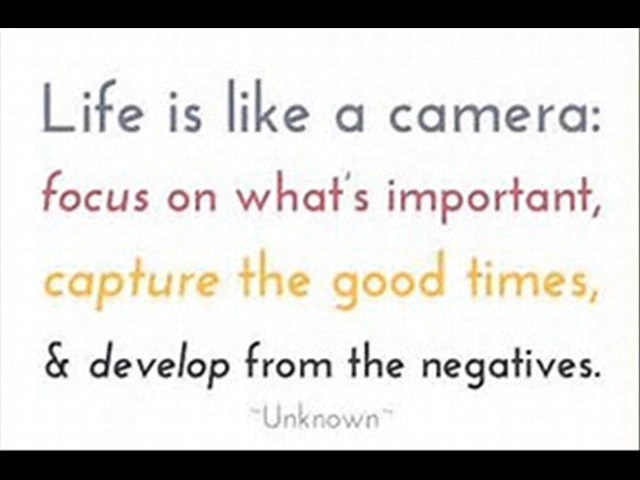 Life is like a camera:
focus on what's important,
capture the good times,
& develop from the negatives.
~Unknown~